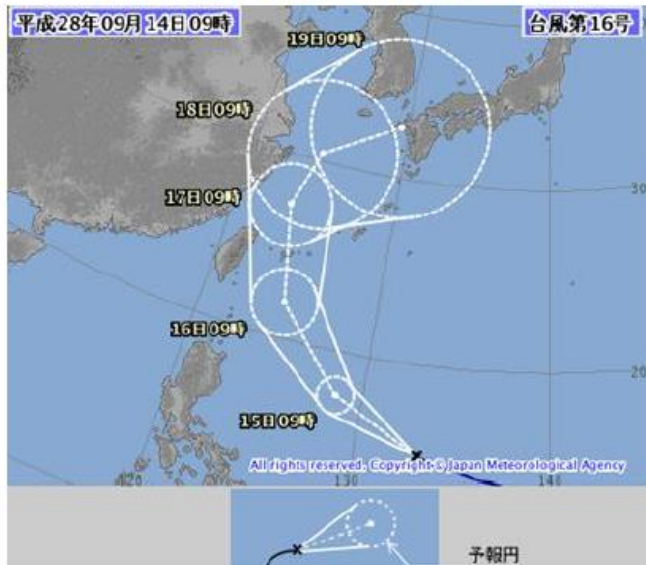 平成28年09月14日09時
台風第16号
19日09時
18日09時
17日09時
16日09時
15日09時
30
20
120
130
140
All rights reserved. Copyright © Japan Meteorological Agency
予報円